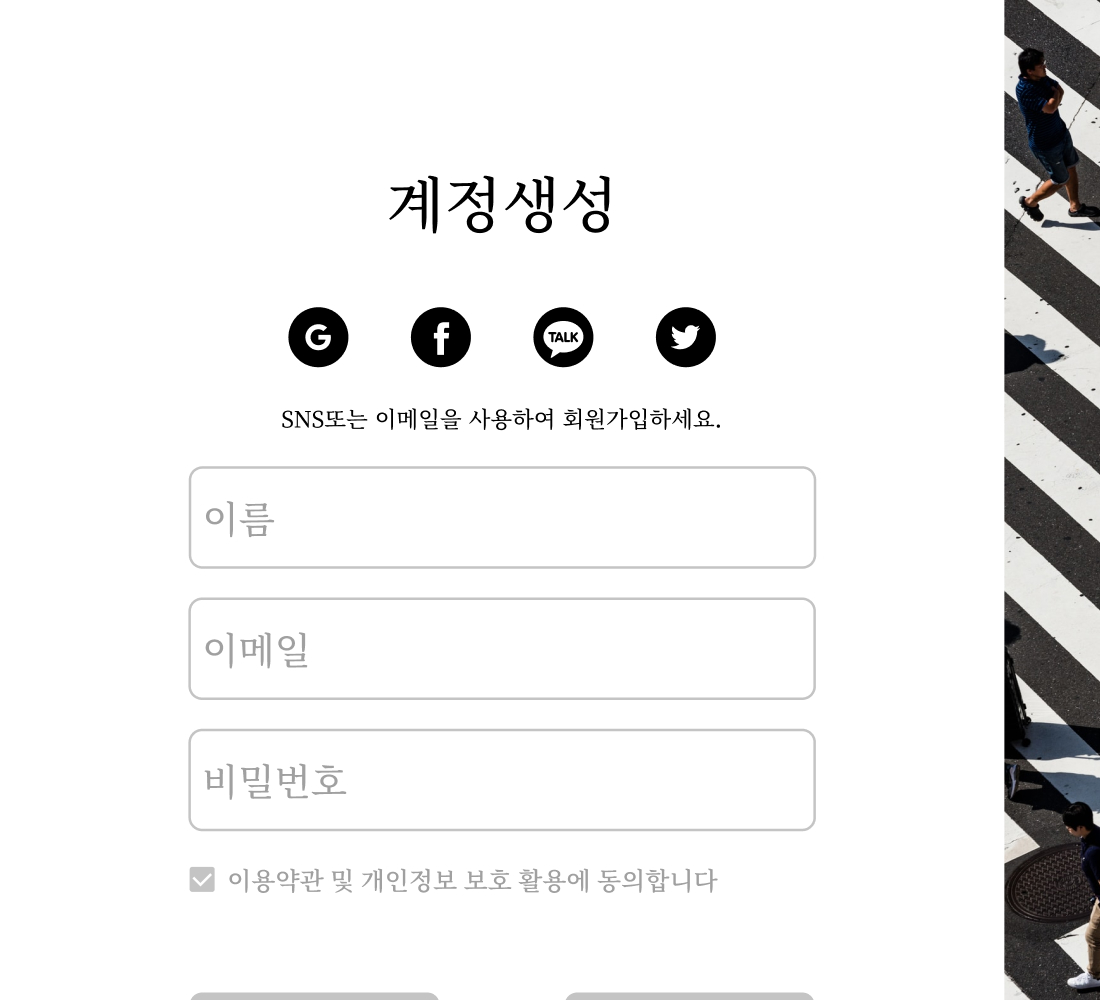 계정생성
G f TALK
SNS또는 이메일을 사용하여 회원가입하세요.
이름
이메일
비밀번호
이용약관 및 개인정보 보호 활용에 동의합니다